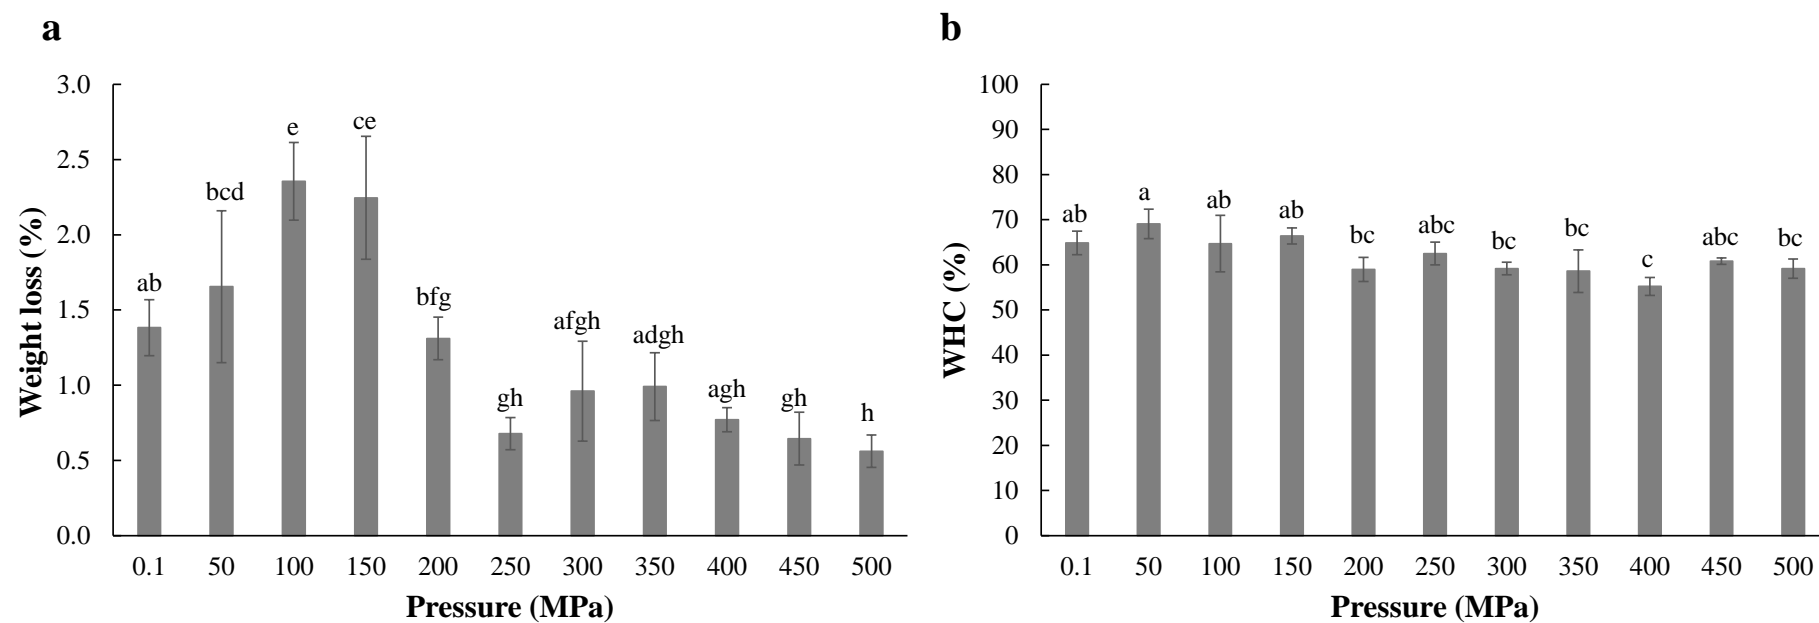 a
3.0
2.5
2.0
1.5
1.0
0.5
0.0
Weight loss (%)
ab
bcd
e
ce
bfg
gh
afgh
adgh
agh
gh
h
0.1 50 100 150 200 250 300 350 400 450 500
Pressure (MPa)
b
100
90
80
70
60
50
40
30
20
10
0
WHC (%)
ab
a
ab
ab
bc
abc
bc
bc
c
abc
bc
0.1 50 100 150 200 250 300 350 400 450 500
Pressure (MPa)